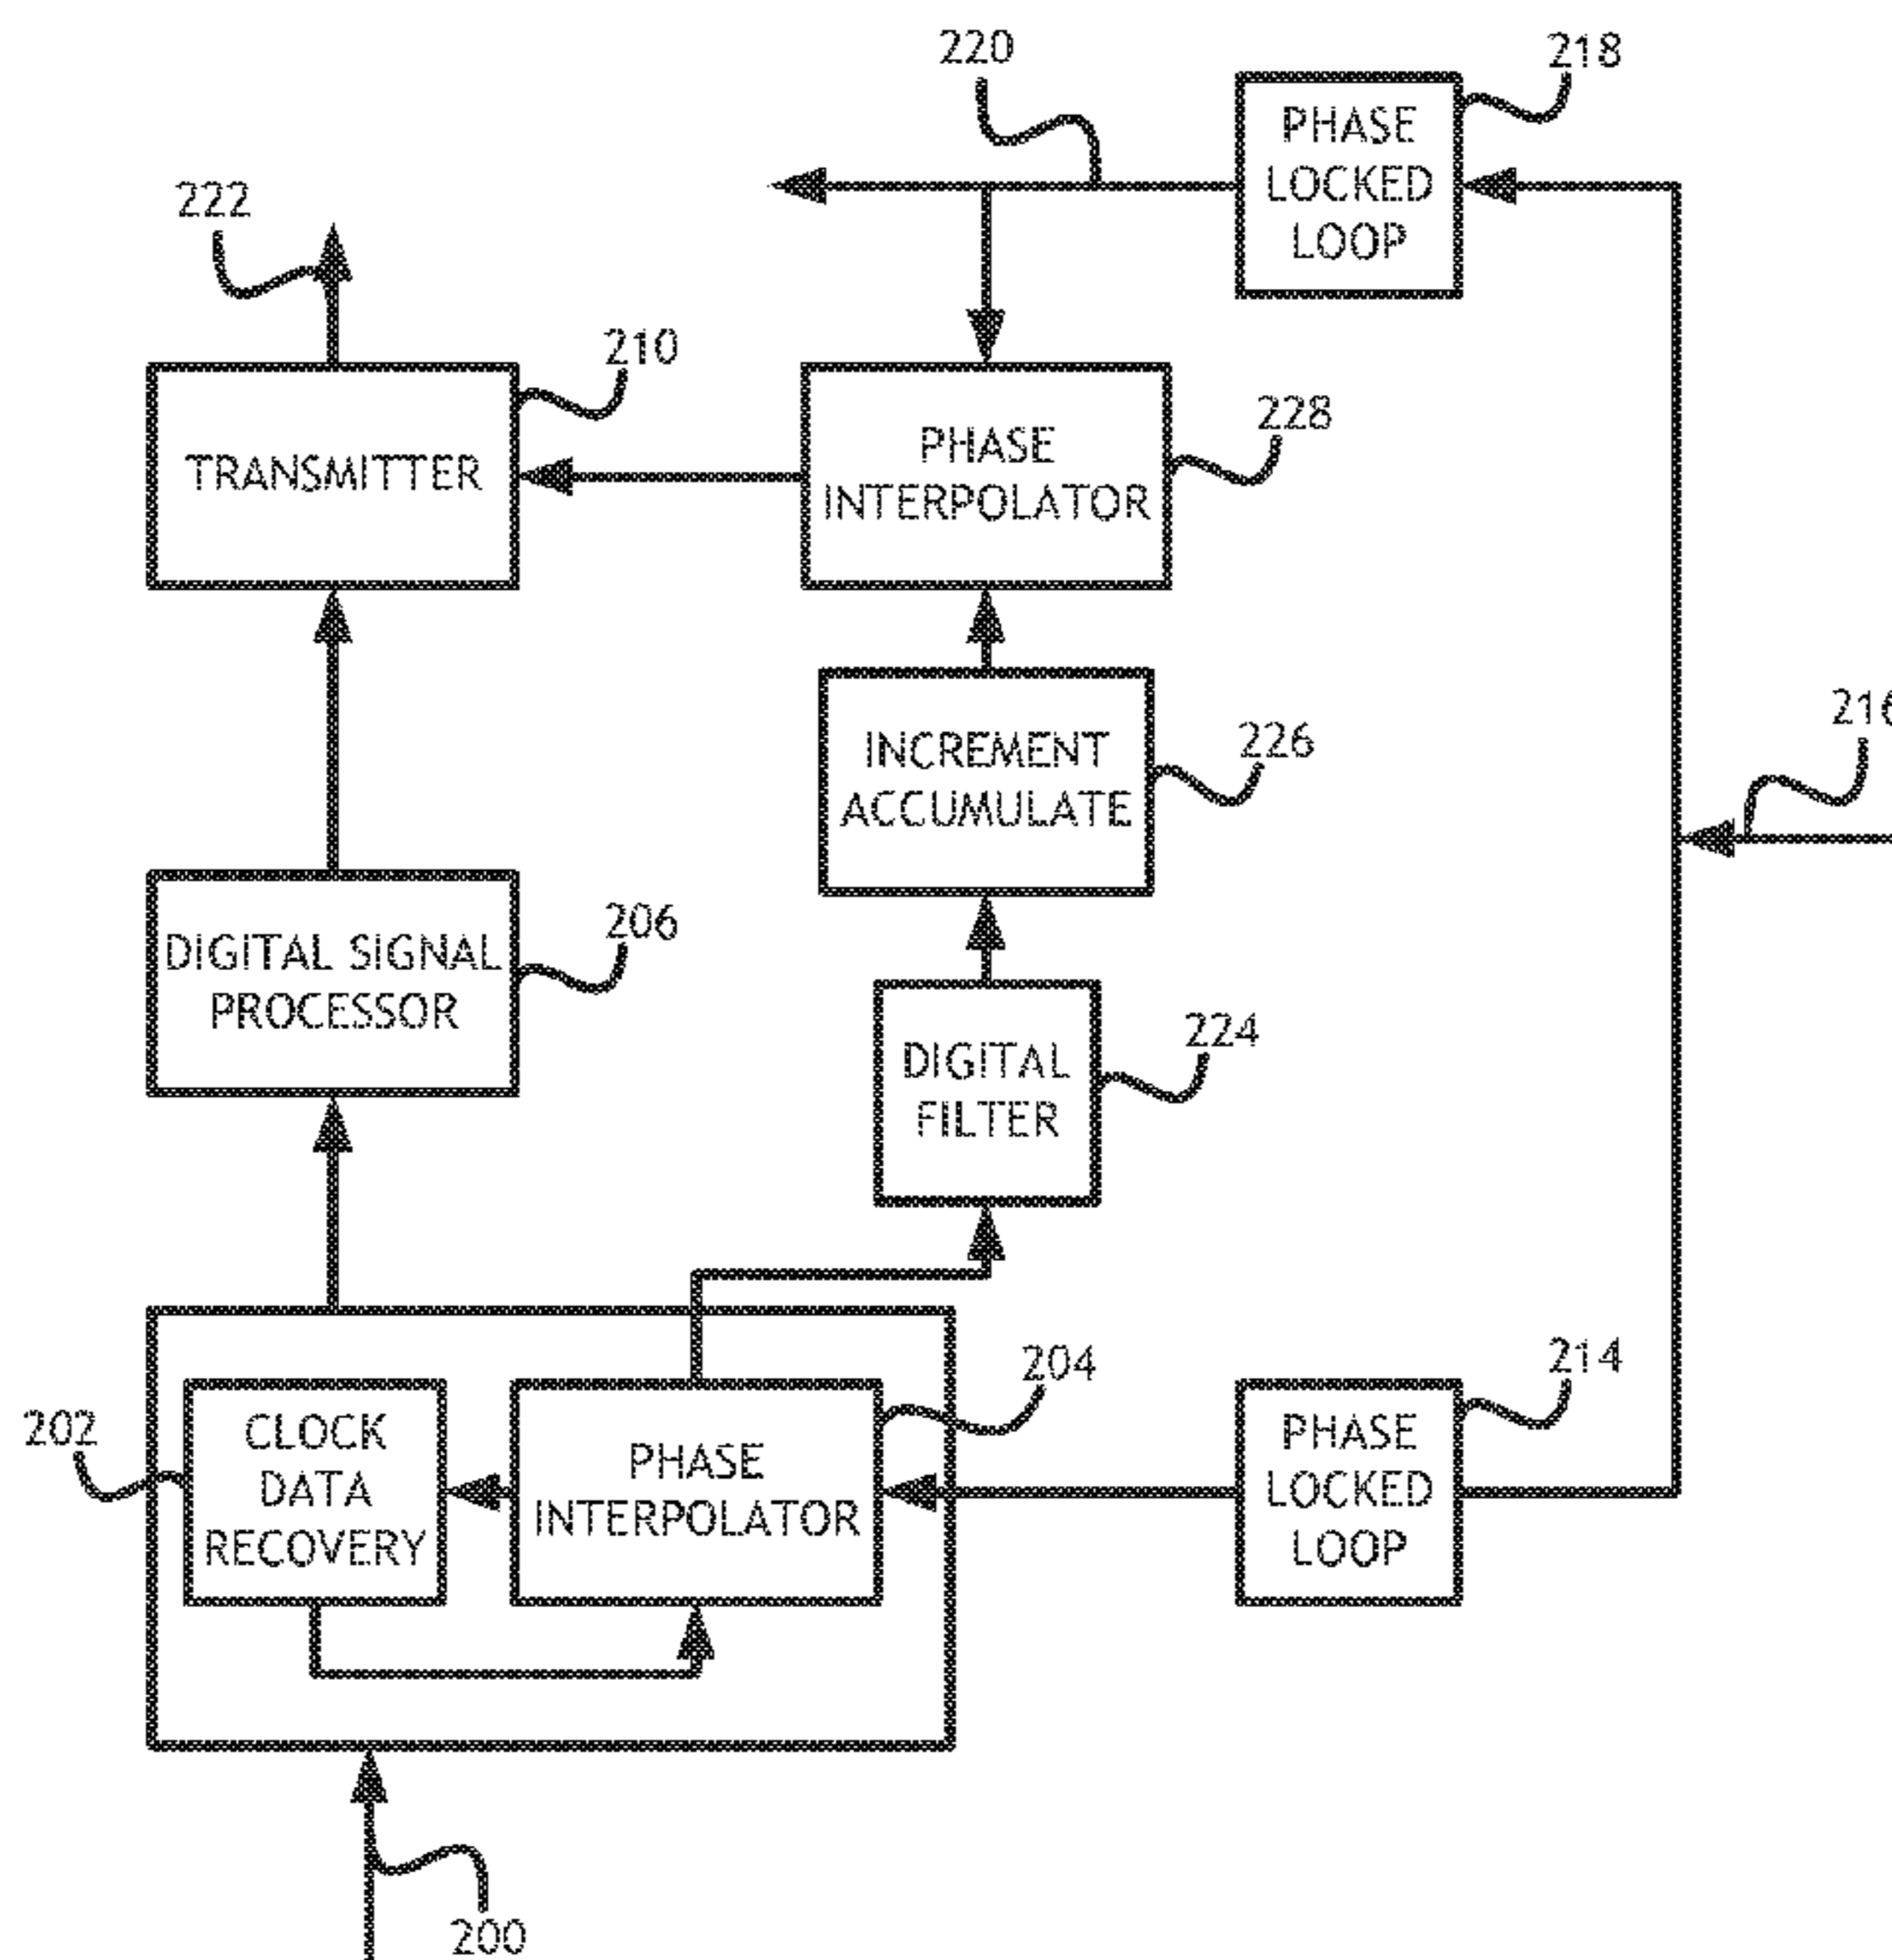 220
218
PHASE
LOCKED
LOOP
222
210
TRANSMITTER
228
PHASE
INTERPOLATOR
216
226
INCREMENT
ACCUMULATE
206
DIGITAL SIGNAL
PROCESSOR
224
DIGITAL
FILTER
204
214
202
CLOCK
DATA
RECOVERY
PHASE
INTERPOLATOR
PHASE
LOCKED
LOOP
200